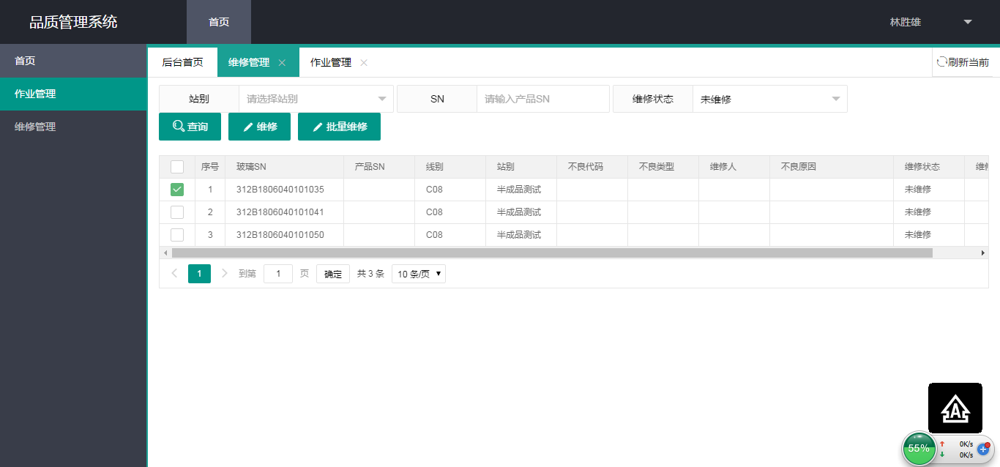 品质管理系统 首页 林胜雄
首页
作业管理
维修管理
后台首页 维修管理 作业管理 刷新当前
站别 请选择站别 SN 请输入产品SN 维修状态 未维修
查询 维修 批量维修
序号 玻璃SN 产品SN 线别 站别 不良代码 不良类型 维修人 不良原因 维修状态
1 312B1806040101035 C08 半成品测试 未维修
2 312B1806040101041 C08 半成品测试 未维修
3 312B1806040101050 C08 半成品测试 未维修
1 到第 1 页 确定 共 3 条 10 条/页
A
55% 0K/s
0K/s